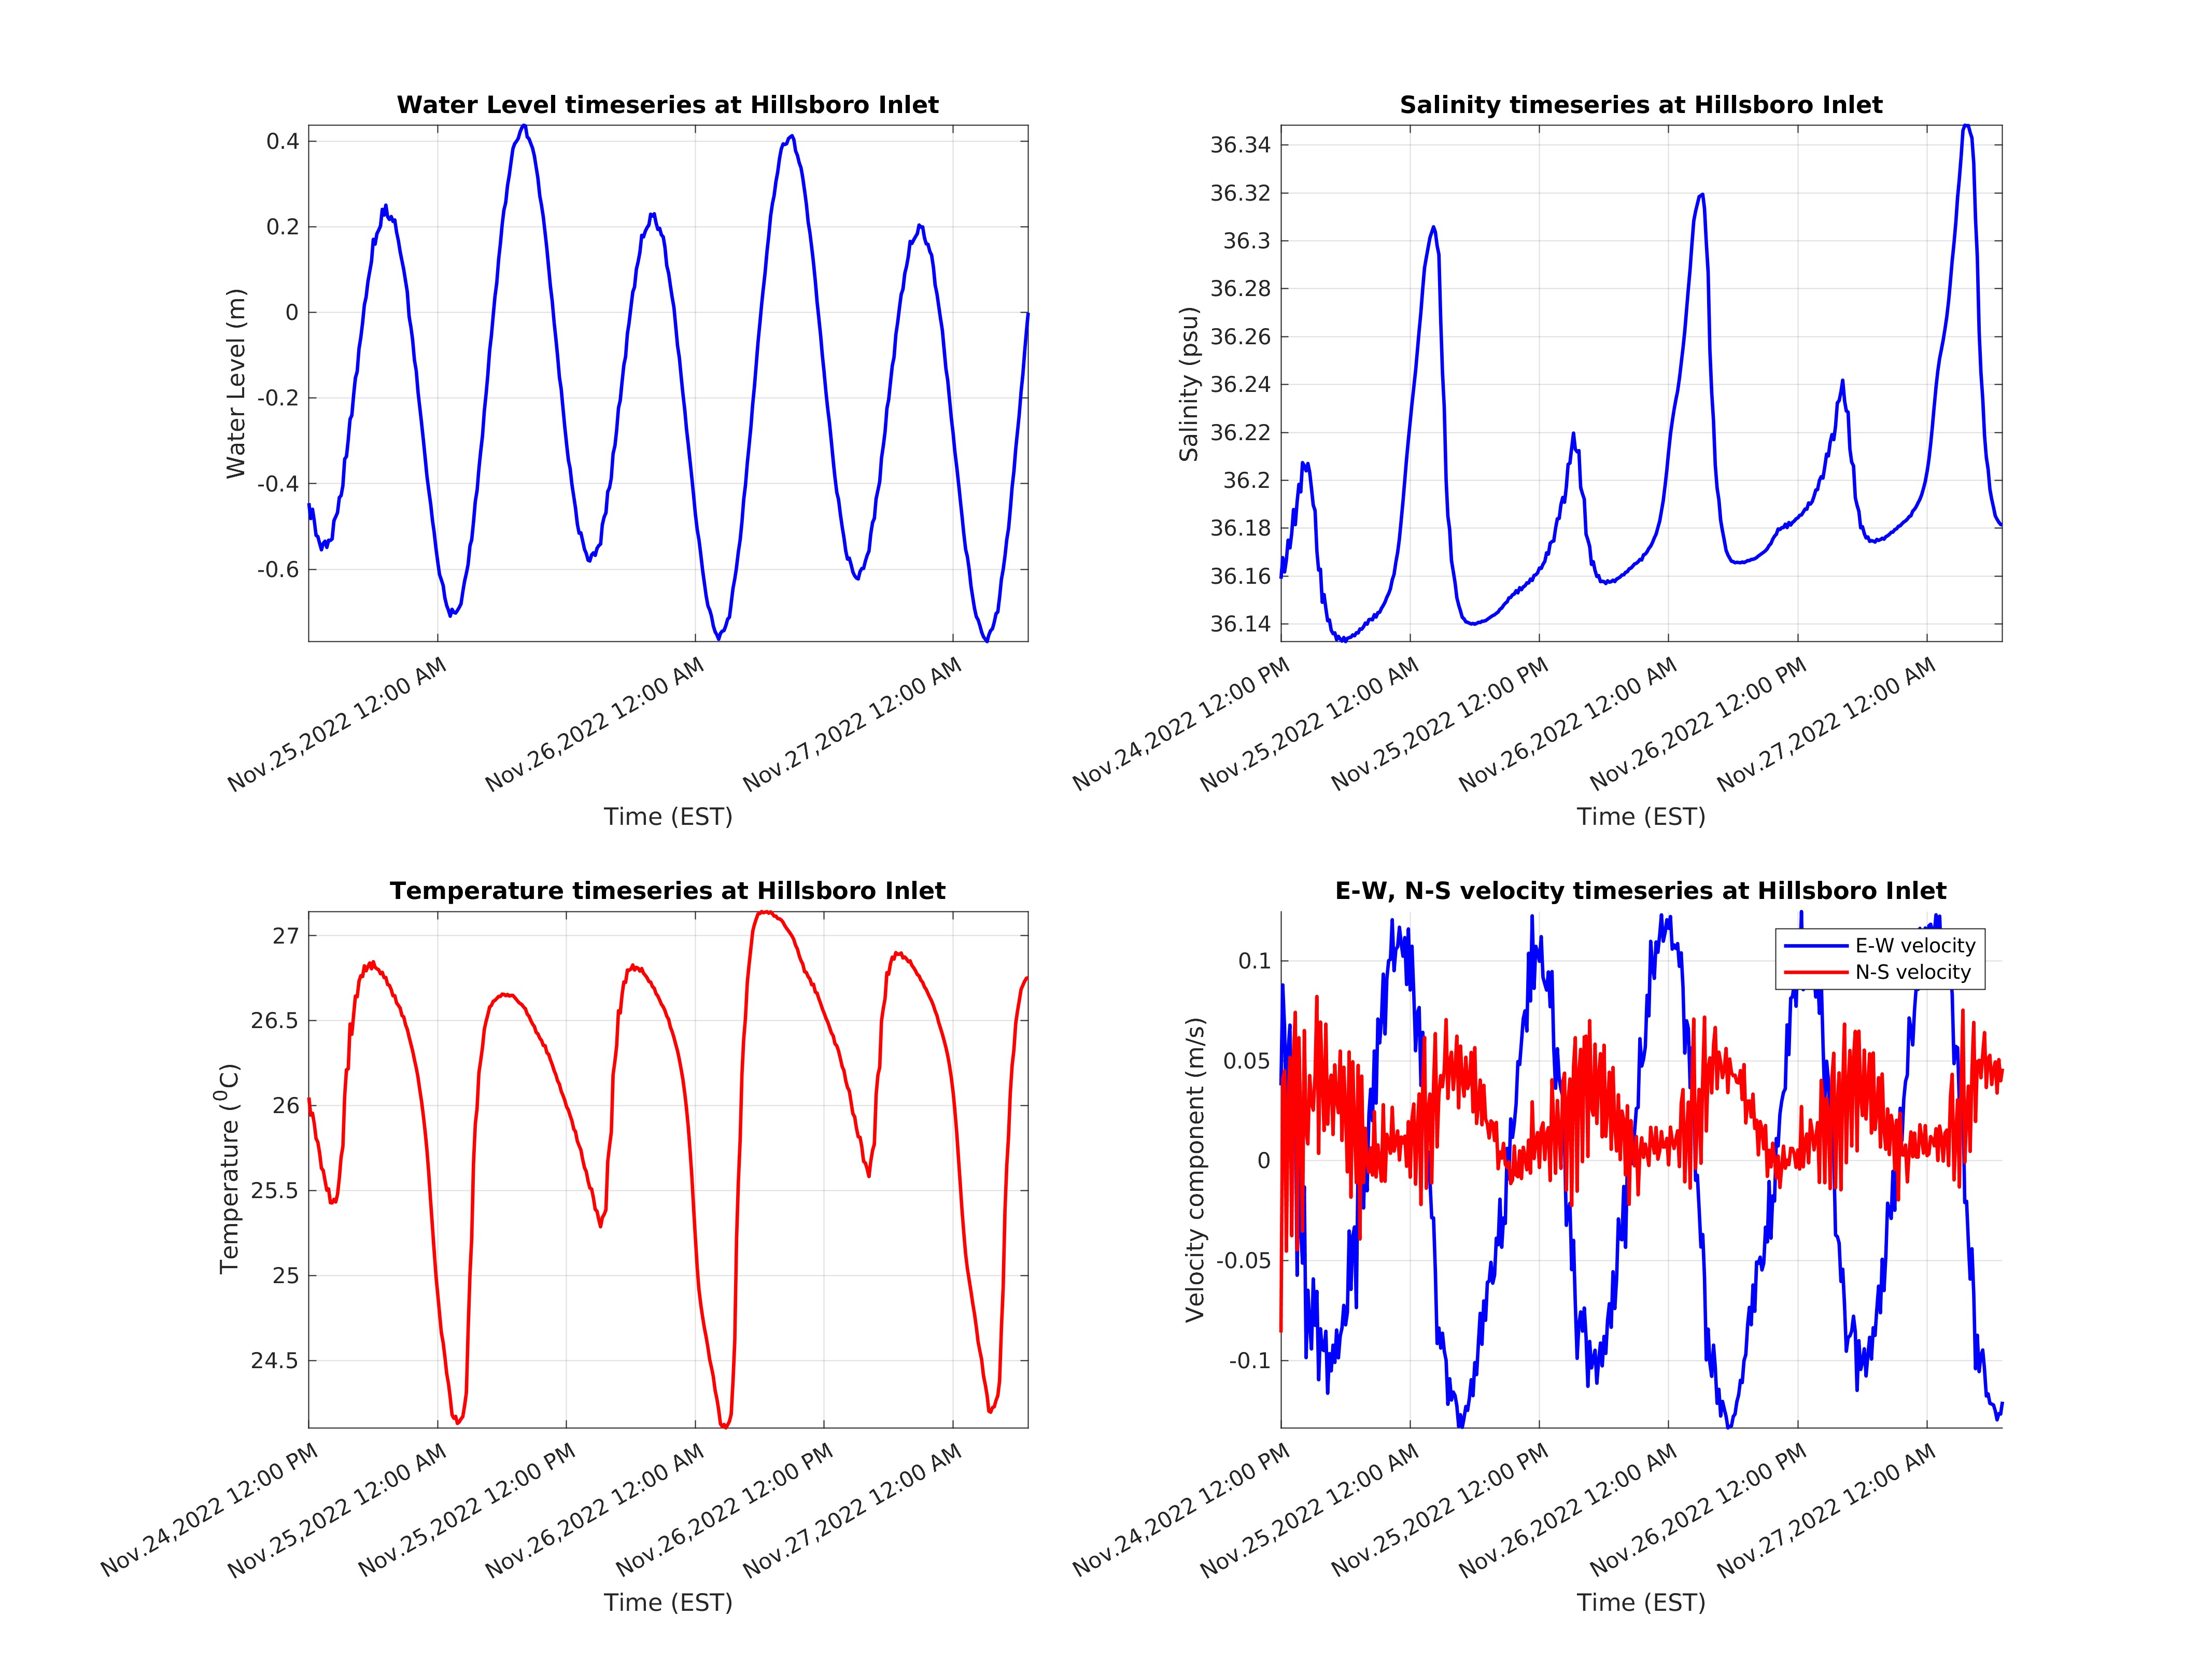 Water Level timeseries at Hillsboro Inlet
Water Level (m)
0.4
0.2
0
-0.2
-0.4
-0.6
Nov.25,2022 12:00 AM
Nov.26,2022 12:00 AM
Nov.27,2022 12:00 AM
Time (EST)
Salinity timeseries at Hillsboro Inlet
Salinity (psu)
36.34
36.32
36.3
36.28
36.26
36.24
36.22
36.2
36.18
36.16
36.14
Nov.24,2022 12:00 PM
Nov.25,2022 12:00 AM
Nov.25,2022 12:00 PM
Nov.26,2022 12:00 AM
Nov.26,2022 12:00 PM
Nov.27,2022 12:00 AM
Time (EST)
Temperature timeseries at Hillsboro Inlet
Temperature (⁰C)
27
26.5
26
25.5
25
24.5
Nov.24,2022 12:00 PM
Nov.25,2022 12:00 AM
Nov.25,2022 12:00 PM
Nov.26,2022 12:00 AM
Nov.26,2022 12:00 PM
Nov.27,2022 12:00 AM
Time (EST)
E-W, N-S velocity timeseries at Hillsboro Inlet
Velocity component (m/s)
0.1
0.05
0
-0.05
-0.1
E-W velocity
N-S velocity
Nov.24,2022 12:00 PM
Nov.25,2022 12:00 AM
Nov.25,2022 12:00 PM
Nov.26,2022 12:00 AM
Nov.26,2022 12:00 PM
Nov.27,2022 12:00 AM
Time (EST)